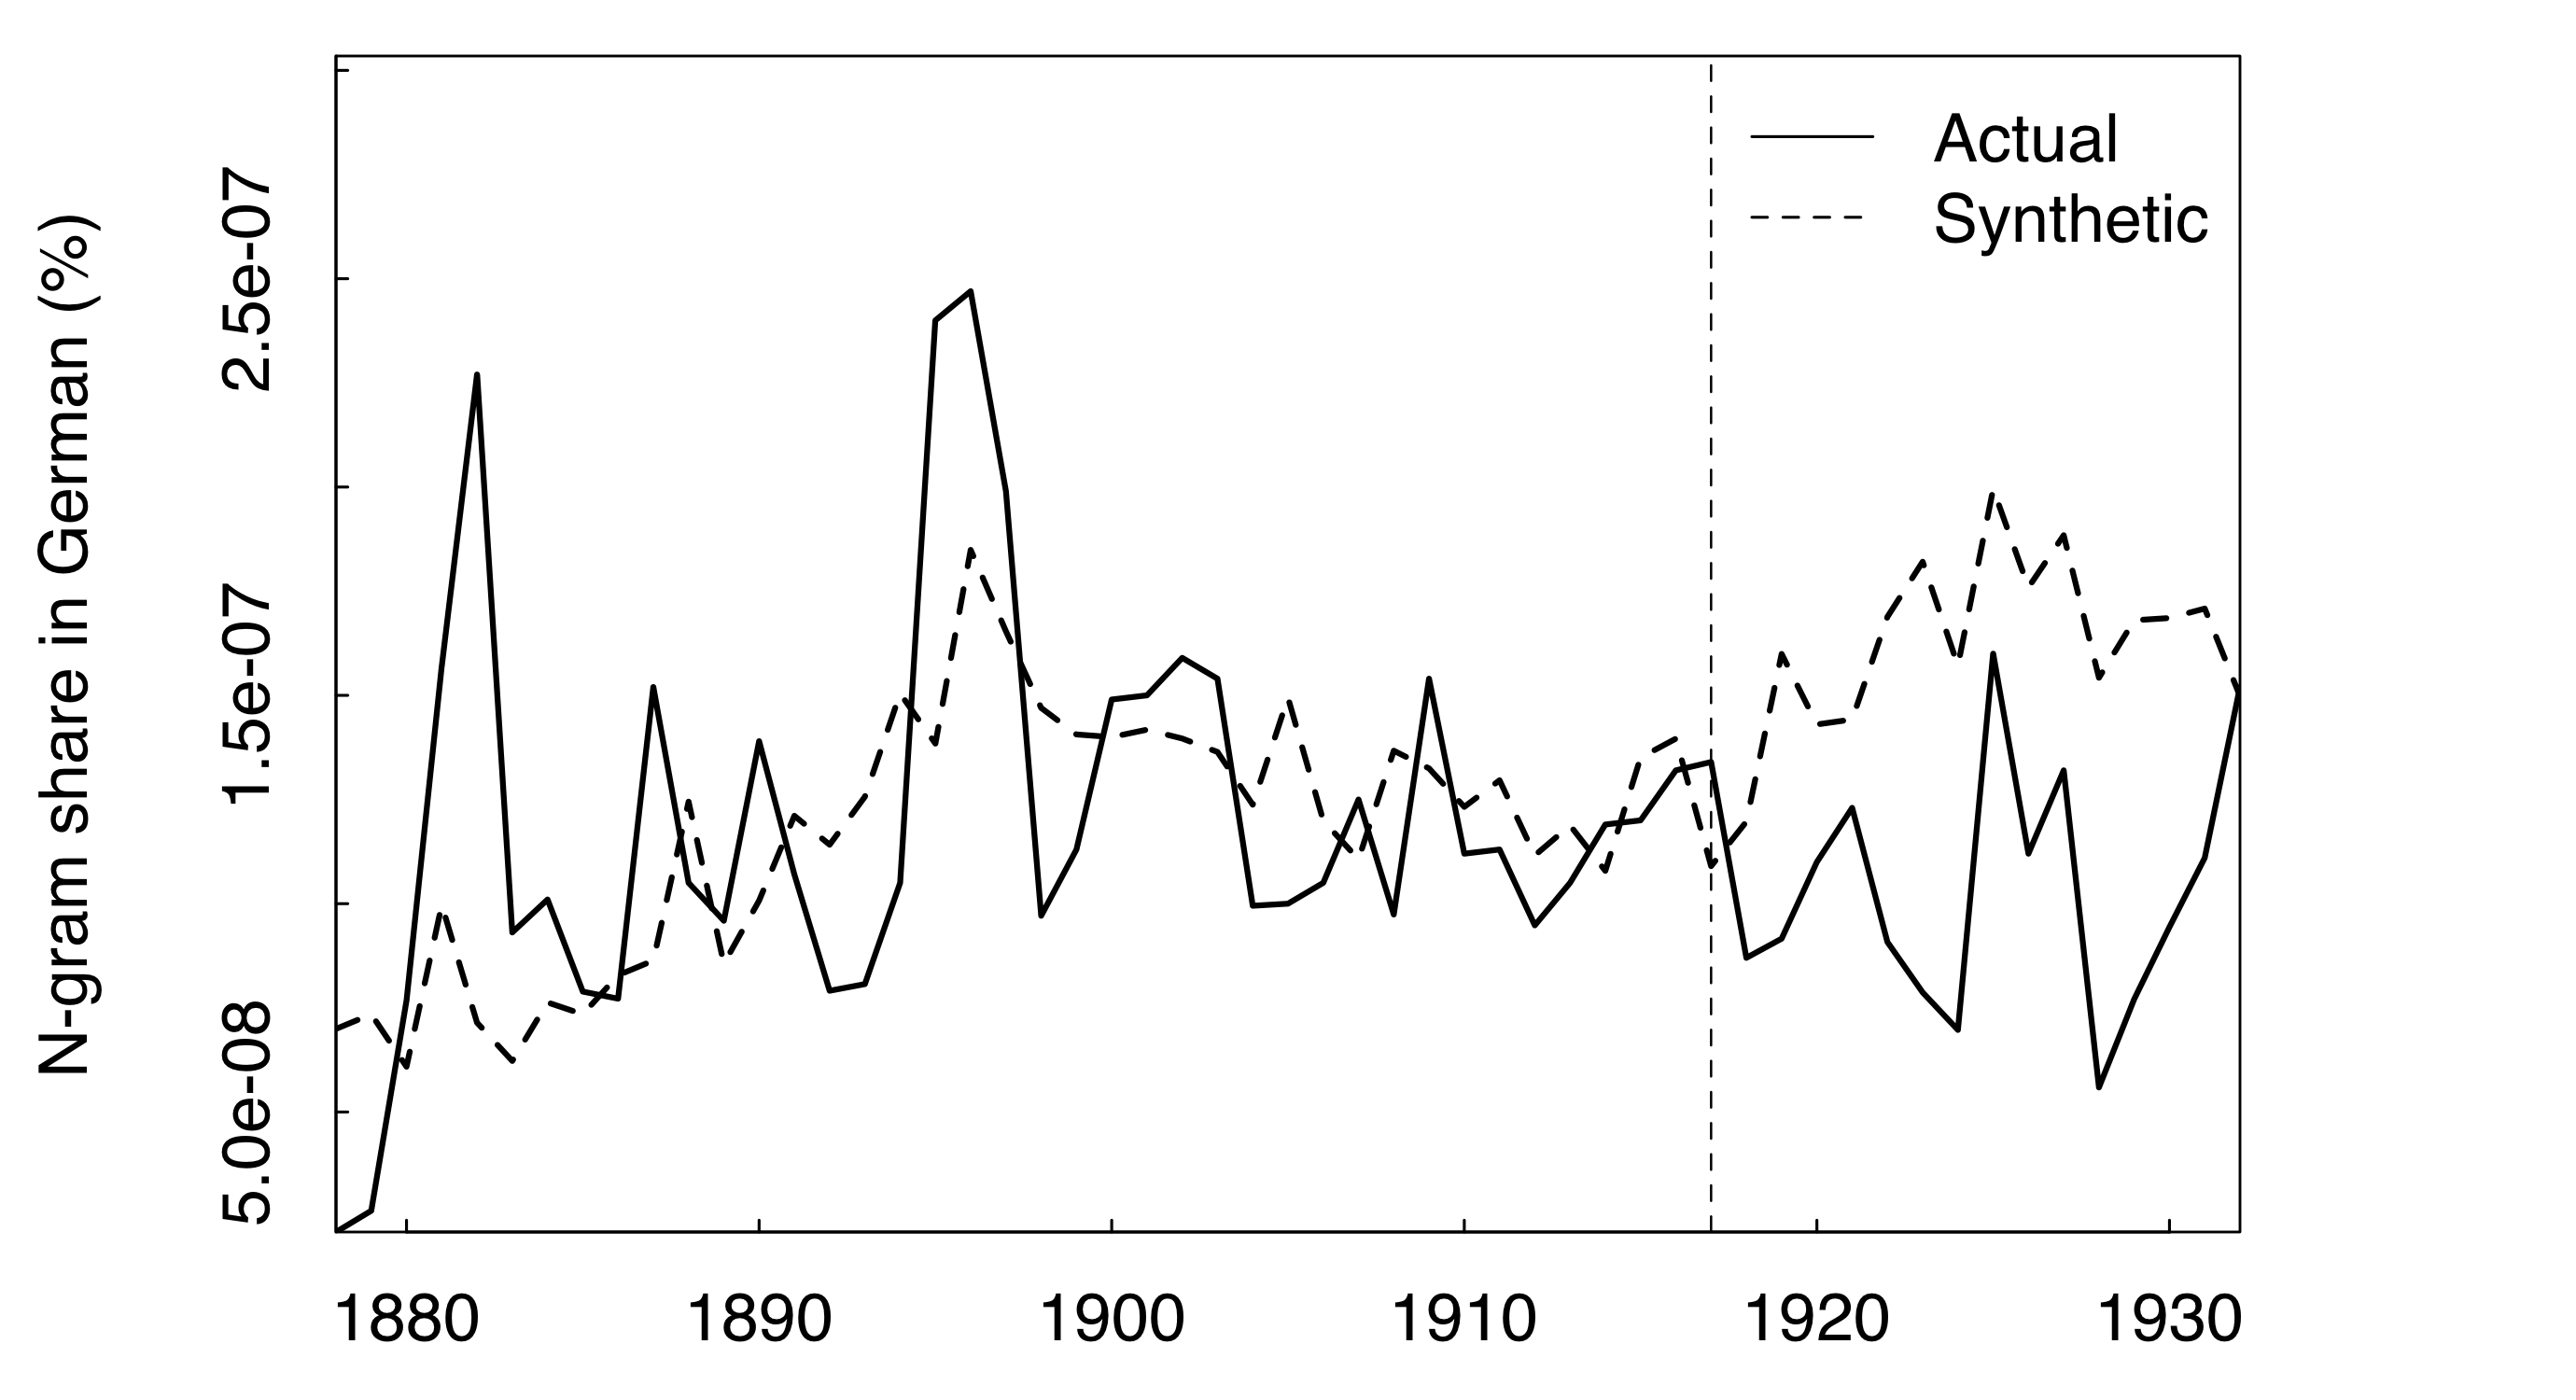 N-gram share in German (%)
2.5e-07
1.5e-07
5.0e-08
Actual
Synthetic
1880 1890 1900 1910 1920 1930